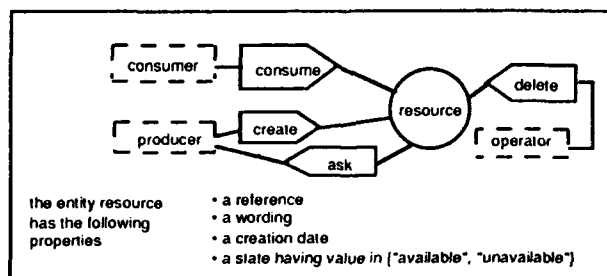 consumer
consume
resource
delete
producer
create
ask
operator
the entity resource
has the following
properties
• a reference
• a wording
• a creation date
• a state having value in {"available", "unavailable"}